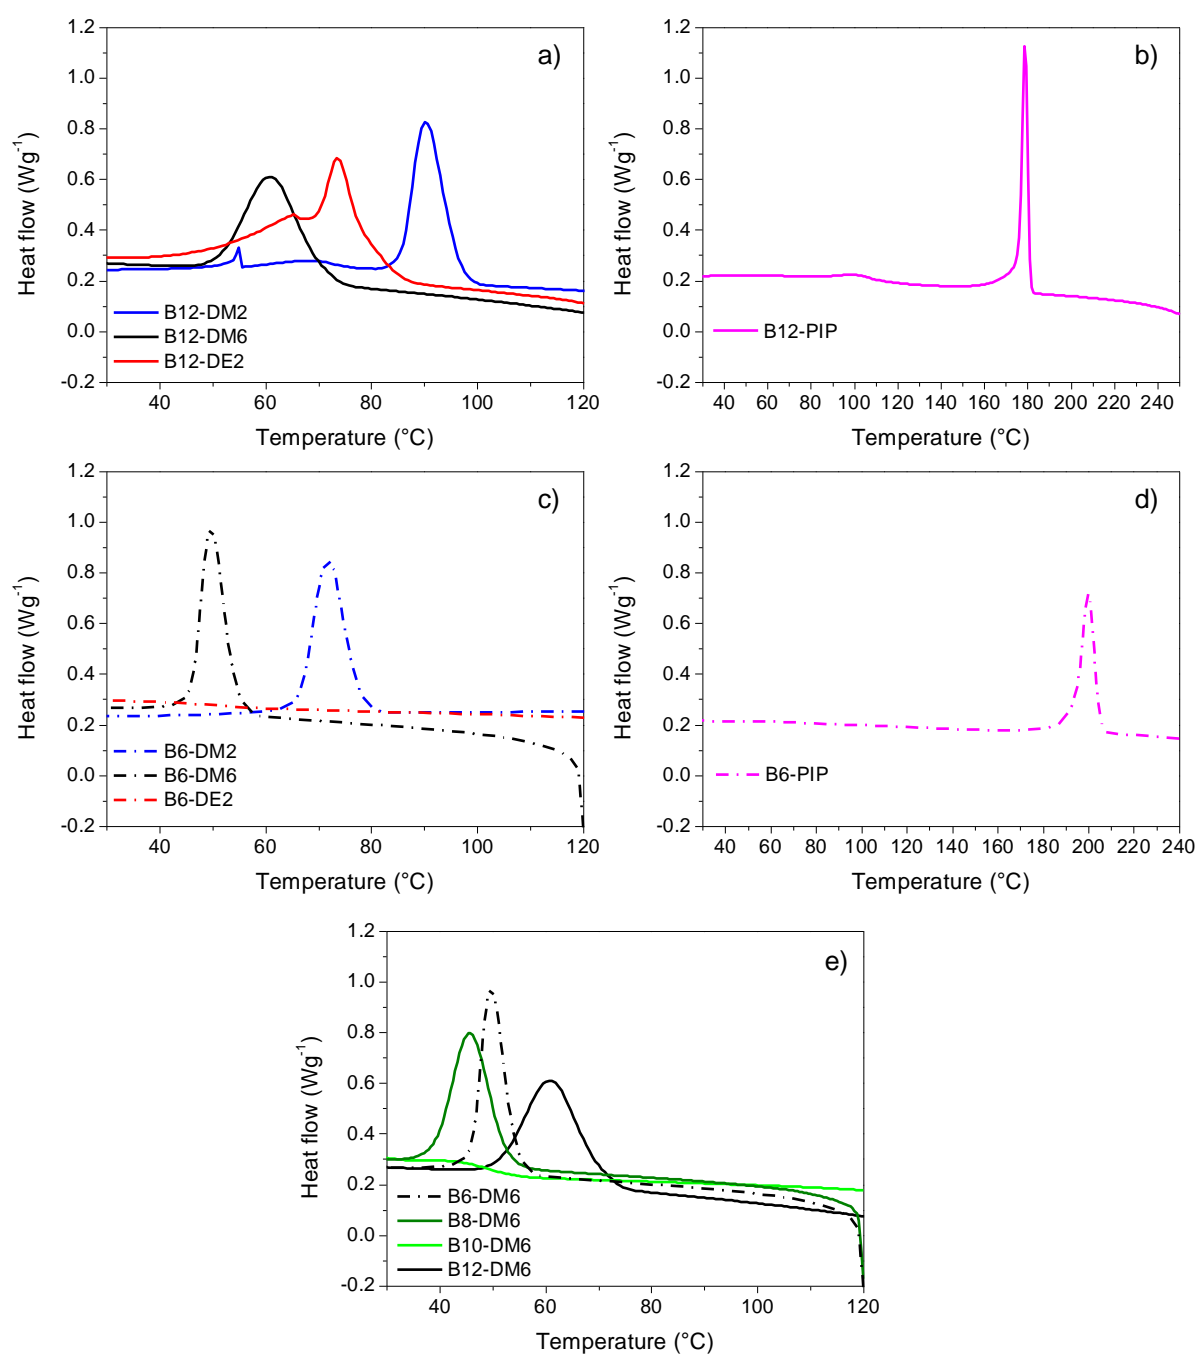 a)
1.2
1.0
0.8
0.6
0.4
0.2
0.0
-0.2
Heat flow (Wg-1)
B12-DM2
B12-DM6
B12-DE2
40 60 80 100 120
Temperature (°C)
b)
1.2
1.0
0.8
0.6
0.4
0.2
0.0
-0.2
Heat flow (Wg-1)
B12-PIP
40 60 80 100 120 140 160 180 200 220 240
Temperature (°C)
c)
1.2
1.0
0.8
0.6
0.4
0.2
0.0
-0.2
Heat flow (Wg-1)
B6-DM2
B6-DM6
B6-DE2
40 60 80 100 120
Temperature (°C)
d)
1.2
1.0
0.8
0.6
0.4
0.2
0.0
-0.2
Heat flow (Wg-1)
B6-PIP
40 60 80 100 120 140 160 180 200 220 240
Temperature (°C)
e)
1.2
1.0
0.8
0.6
0.4
0.2
0.0
-0.2
Heat flow (Wg-1)
B6-DM6
B8-DM6
B10-DM6
B12-DM6
40 60 80 100 120
Temperature (°C)